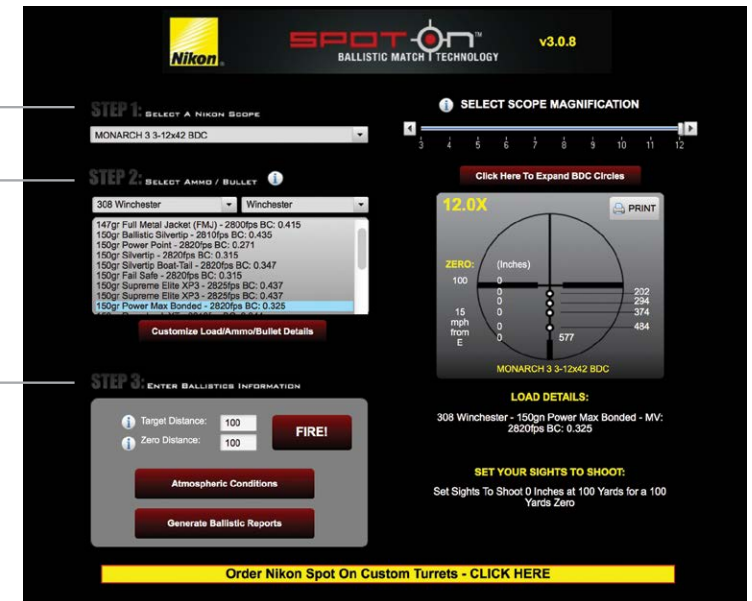 Nikon
SPOT-ON™
BALLISTIC MATCH TECHNOLOGY
v3.0.8
STEP 1: SELECT A NIKON SCOPE
MONARCH 3 3-12x42 BDC
STEP 2: SELECT AMMO / BULLET i
308 Winchester Winchester
147gr Full Metal Jacket (FMJ) - 2800fps BC: 0.415
150gr Ballistic Silvertip - 2810fps BC: 0.435
150gr Power Point - 2820fps BC: 0.271
150gr Silvertip - 2820fps BC: 0.315
150gr Silvertip Boat-Tail - 2820fps BC: 0.347
150gr Fail Safe - 2820fps BC: 0.315
150gr Supreme Elite XP3 - 2825fps BC: 0.437
150gr Supreme Elite XP3 - 2825fps BC: 0.437
150gr Power Max Bonded - 2820fps BC: 0.325
Customize Load/Ammo/Bullet Details
STEP 3: ENTER BALLISTICS INFORMATION
i Target Distance: 100
i Zero Distance: 100
FIRE!
Atmospheric Conditions
Generate Ballistic Reports
i SELECT SCOPE MAGNIFICATION
3 4 5 6 7 8 9 10 11 12
Click Here To Expand BDC Circles
12.0X
PRINT
ZERO: (Inches)
100 0
0 202
0 294
15 0 374
mph 0
from 0 484
E 0 577
MONARCH 3 3-12x42 BDC
LOAD DETAILS:
308 Winchester - 150gn Power Max Bonded - MV:
2820fps BC: 0.325
SET YOUR SIGHTS TO SHOOT:
Set Sights To Shoot 0 Inches at 100 Yards for a 100
Yards Zero
Order Nikon Spot On Custom Turrets - CLICK HERE